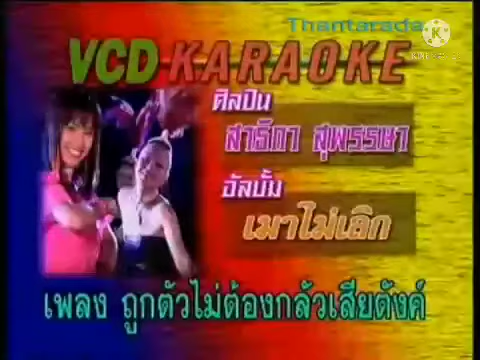 Thantarada
VCD KARAOKE
ศิลปิน
สาธิดา สุพรรษา
อัลบั้ม
เมาไม่เลิก
เพลง ถูกตัวไม่ต้องกลัวเสียตังค์